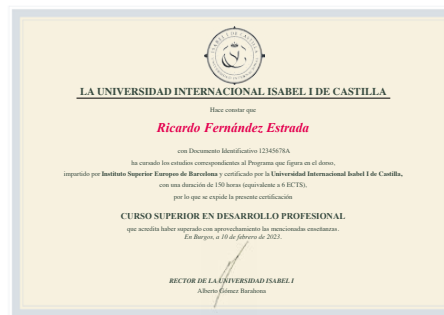 LA UNIVERSIDAD INTERNACIONAL ISABEL I DE CASTILLA
Hace constar que
Ricardo Fernández Estrada
con Documento Identificativo 12345678A
ha cursado los estudios correspondientes al Programa que figura en el dorso,
impartido por Instituto Superior Europos de Barcelona y certificado por la Universidad Internacional Isabel I de Castilla,
con una duración de 150 horas (equivalente a 6 ECTS),
por lo que se expide la presente certificación
CURSO SUPERIOR EN DESARROLLO PROFESIONAL
que acredita haber superado con aprovechamiento las mencionadas enseñanzas.
En Burgos, a 10 de febrero de 2023.
RECTOR DE LA UNIVERSIDAD ISABEL I
Alberto Gómez Barahona